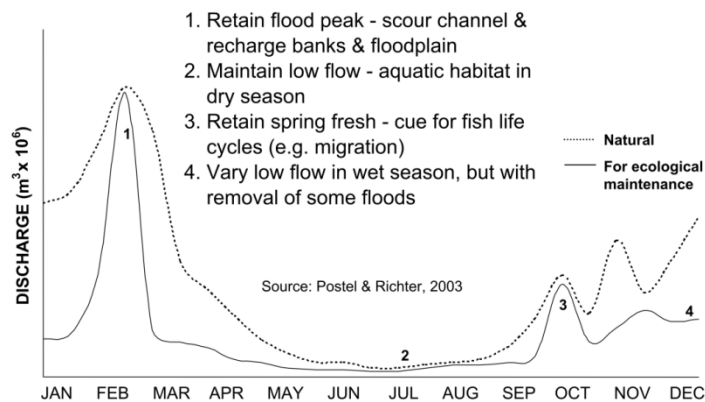 1. Retain flood peak - scour channel &
recharge banks & floodplain
2. Maintain low flow - aquatic habitat in
dry season
3. Retain spring fresh - cue for fish life
cycles (e.g. migration)
4. Vary low flow in wet season, but with
removal of some floods
Natural
For ecological
maintenance
DISCHARGE (m³ x 10⁶)
Source: Postel & Richter, 2003
1
2
3
4
JAN FEB MAR APR MAY JUN JUL AUG SEP OCT NOV DEC